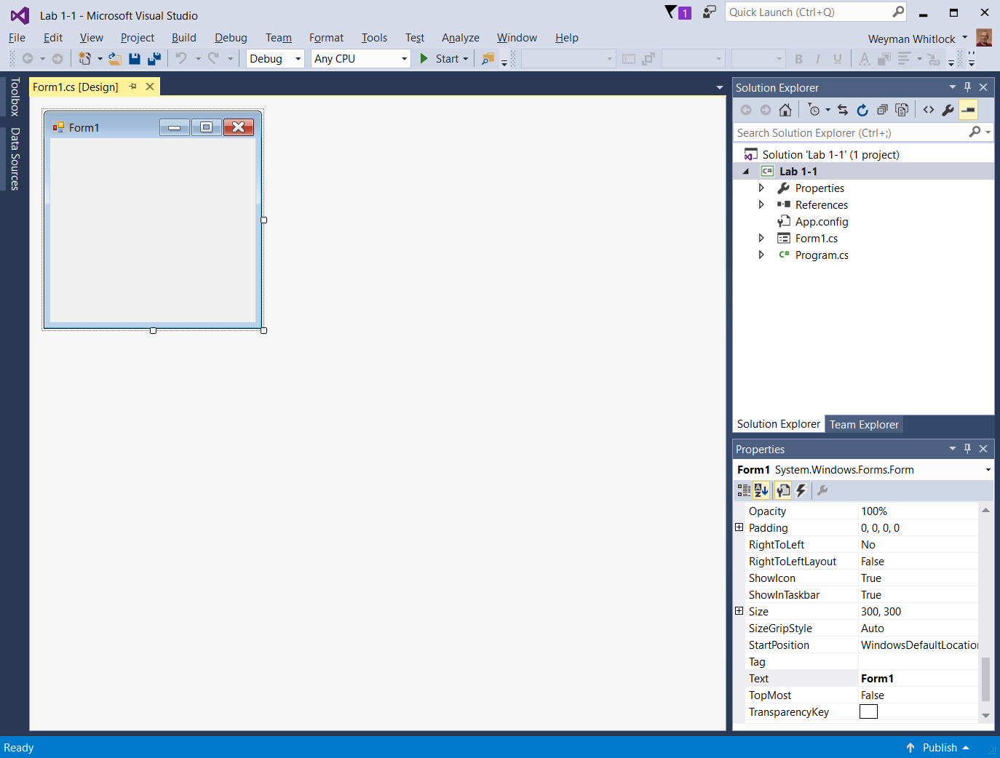 Lab 1-1 - Microsoft Visual Studio
1
Quick Launch (Ctrl+Q)
File Edit View Project Build Debug Team Format Tools Test Analyze Window Help
Weyman Whitlock
Debug Any CPU Start B I U A
Toolbox
Data Sources
Form1.cs [Design]
Form1
Solution Explorer
Search Solution Explorer (Ctrl+;)
Solution 'Lab 1-1' (1 project)
C# Lab 1-1
Properties
References
App.config
Form1.cs
C# Program.cs
Solution Explorer Team Explorer
Properties
Form1 System.Windows.Forms.Form
A Z
Opacity 100%
Padding 0, 0, 0, 0
RightToLeft No
RightToLeftLayout False
ShowIcon True
ShowInTaskbar True
Size 300, 300
SizeGripStyle Auto
StartPosition WindowsDefaultLocation
Tag
Text Form1
TopMost False
TransparencyKey
Ready
Publish